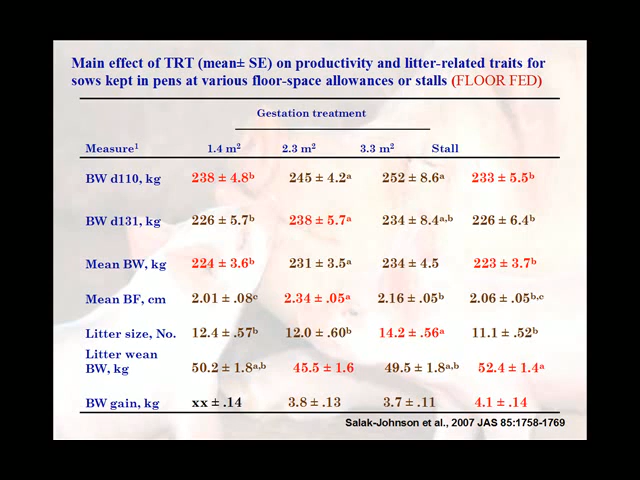 Main effect of TRT (mean± SE) on productivity and litter-related traits for
sows kept in pens at various floor-space allowances or stalls (FLOOR FED)
Gestation treatment
Measure¹ 1.4 m² 2.3 m² 3.3 m² Stall
BW d110, kg 238 ± 4.8ᵇ 245 ± 4.2ᵃ 252 ± 8.6ᵃ 233 ± 5.5ᵇ
BW d131, kg 226 ± 5.7ᵇ 238 ± 5.7ᵃ 234 ± 8.4ᵃ,ᵇ 226 ± 6.4ᵇ
Mean BW, kg 224 ± 3.6ᵇ 231 ± 3.5ᵃ 234 ± 4.5 223 ± 3.7ᵇ
Mean BF, cm 2.01 ± .08ᶜ 2.34 ± .05ᵃ 2.16 ± .05ᵇ 2.06 ± .05ᵇ,ᶜ
Litter size, No. 12.4 ± .57ᵇ 12.0 ± .60ᵇ 14.2 ± .56ᵃ 11.1 ± .52ᵇ
Litter wean
BW, kg 50.2 ± 1.8ᵃ,ᵇ 45.5 ± 1.6 49.5 ± 1.8ᵃ,ᵇ 52.4 ± 1.4ᵃ
BW gain, kg xx ± .14 3.8 ± .13 3.7 ± .11 4.1 ± .14
Salak-Johnson et al., 2007 JAS 85:1758-1769